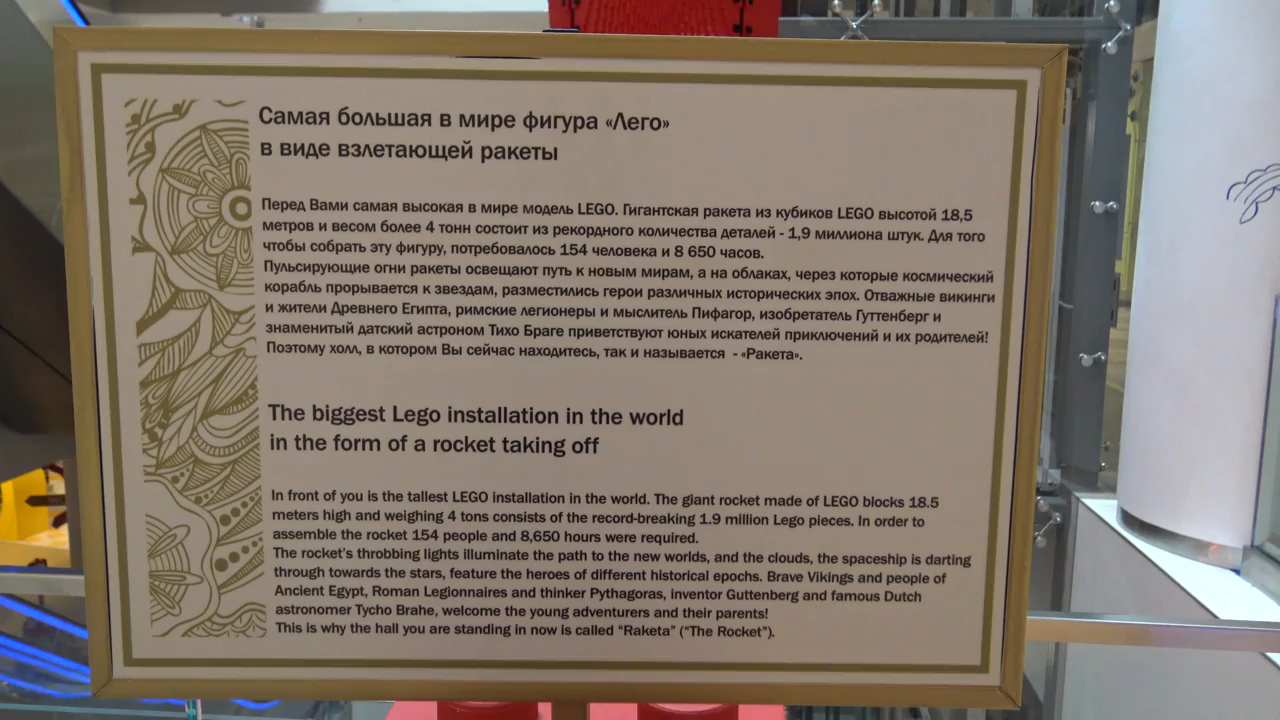 Самая большая в мире фигура «Лего»
в виде взлетающей ракеты
Перед Вами самая высокая в мире модель LEGO. Гигантская ракета из кубиков LEGO высотой 18,5
метров и весом более 4 тонн состоит из рекордного количества деталей - 1,9 миллиона штук. Для того
чтобы собрать эту фигуру, потребовалось 154 человека и 8 650 часов.
Пульсирующие огни ракеты освещают путь к новым мирам, а на облаках, через которые космический
корабль прорывается к звездам, разместились герои различных исторических эпох. Отважные викинги
и жители Древнего Египта, римские легионеры и мыслитель Пифагор, изобретатель Гуттенберг и
знаменитый датский астроном Тихо Браге приветствуют юных искателей приключений и их родителей!
Поэтому холл, в котором Вы сейчас находитесь, так и называется - «Ракета».
The biggest Lego installation in the world
in the form of a rocket taking off
In front of you is the tallest LEGO installation in the world. The giant rocket made of LEGO blocks 18.5
meters high and weighing 4 tons consists of the record-breaking 1.9 million Lego pieces. In order to
assemble the rocket 154 people and 8,650 hours were required.
The rocket's throbbing lights illuminate the path to the new worlds, and the clouds, the spaceship is darting
through towards the stars, feature the heroes of different historical epochs. Brave Vikings and people of
Ancient Egypt, Roman Legionnaires and thinker Pythagoras, inventor Guttenberg and famous Dutch
astronomer Tycho Brahe, welcome the young adventurers and their parents!
This is why the hall you are standing in now is called “Raketa” (“The Rocket”).